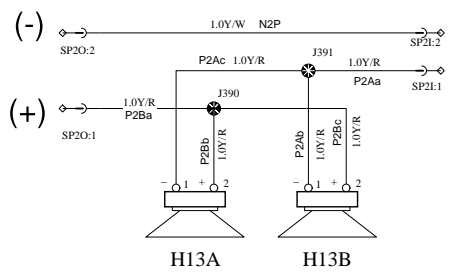 (-)
1.0Y/W N2P
SP2O:2
SP2I:2
J391
P2Ac 1.0Y/R
1.0Y/R
P2Aa
SP2I:1
(+)
1.0Y/R
P2Ba
SP2O:1
J390
P2Bb
1.0Y/R
P2Ab
1.0Y/R
P2Bc
1.0Y/R
− 1 + 2
− 1 + 2
H13A
H13B